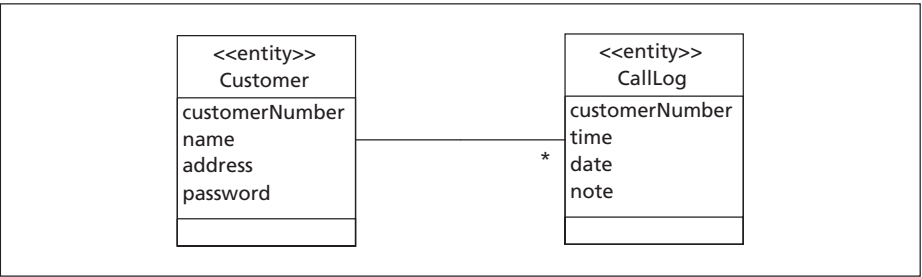 <<entity>>
Customer
customerNumber
name
address
password
*
<<entity>>
CallLog
customerNumber
time
date
note